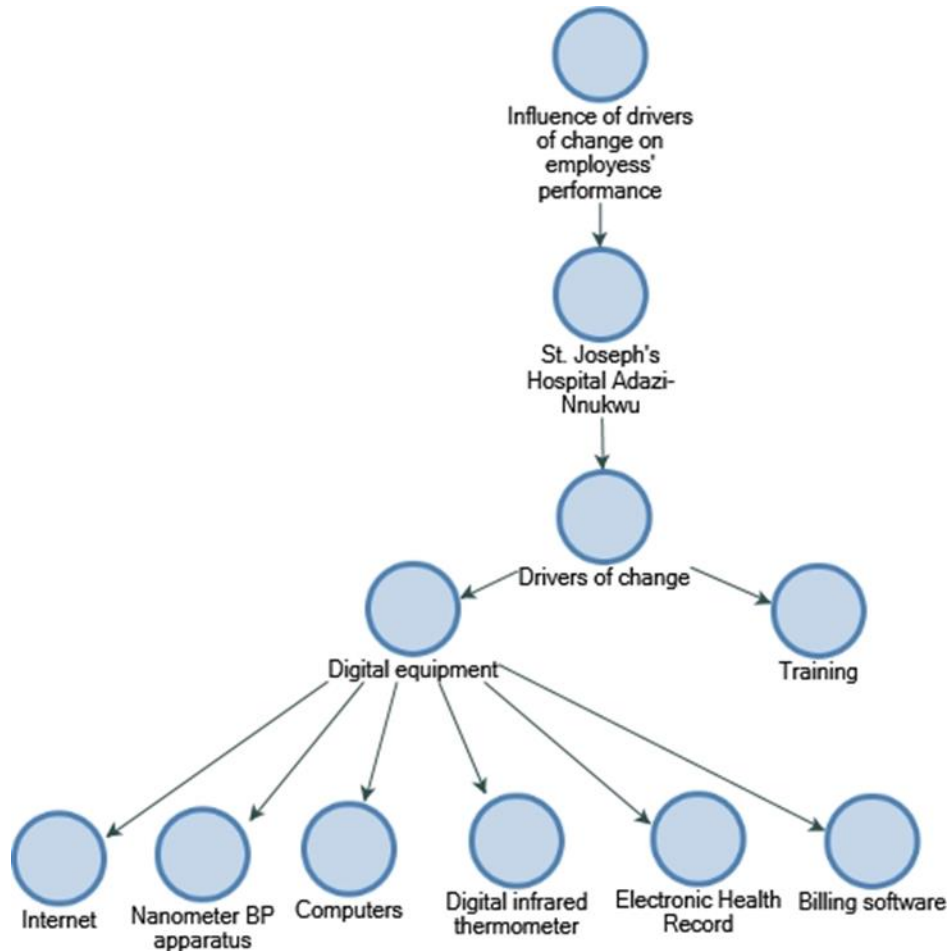 Influence of drivers
of change on
employess'
performance
St. Joseph's
Hospital Adazi-
Nnukwu
Drivers of change
Digital equipment
Training
Internet
Nanometer BP
apparatus
Computers
Digital infrared
thermometer
Electronic Health
Record
Billing software